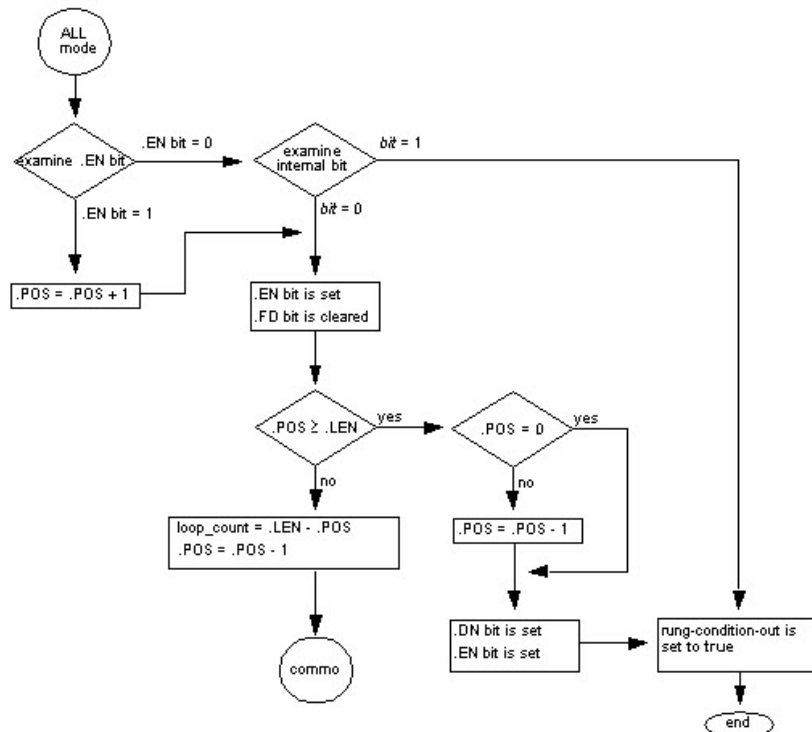 ALL
mode
examine .EN bit
.EN bit = 0
examine
internal bit
bit = 1
.EN bit = 1
bit = 0
.POS = .POS + 1
.EN bit is set
.FD bit is cleared
.POS ≥ .LEN
yes
.POS = 0
yes
no
no
loop_count = .LEN - .POS
.POS = .POS - 1
.POS = .POS - 1
.DN bit is set
.EN bit is set
rung-condition-out is
set to true
commo
end